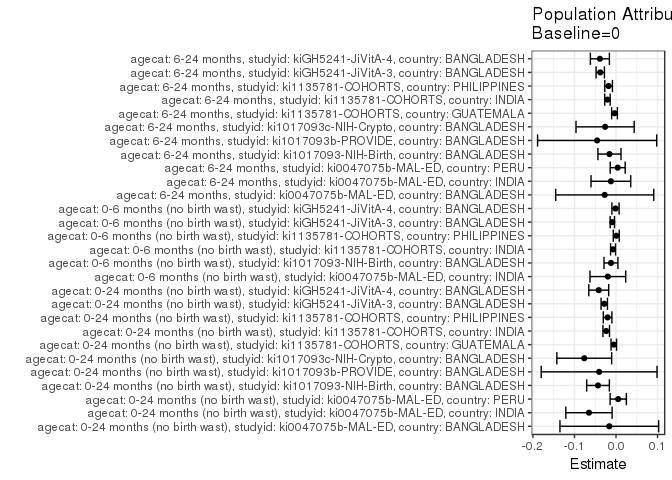 Population Attribu
Baseline=0
agecat: 6-24 months, studyid: kiGH5241-JiVitA-4, country: BANGLADESH
agecat: 6-24 months, studyid: kiGH5241-JiVitA-3, country: BANGLADESH
agecat: 6-24 months, studyid: ki1135781-COHORTS, country: PHILIPPINES
agecat: 6-24 months, studyid: ki1135781-COHORTS, country: INDIA
agecat: 6-24 months, studyid: ki1135781-COHORTS, country: GUATEMALA
agecat: 6-24 months, studyid: ki1017093c-NIH-Crypto, country: BANGLADESH
agecat: 6-24 months, studyid: ki1017093b-PROVIDE, country: BANGLADESH
agecat: 6-24 months, studyid: ki1017093-NIH-Birth, country: BANGLADESH
agecat: 6-24 months, studyid: ki0047075b-MAL-ED, country: PERU
agecat: 6-24 months, studyid: ki0047075b-MAL-ED, country: INDIA
agecat: 6-24 months, studyid: ki0047075b-MAL-ED, country: BANGLADESH
agecat: 0-6 months (no birth wast), studyid: kiGH5241-JiVitA-4, country: BANGLADESH
agecat: 0-6 months (no birth wast), studyid: kiGH5241-JiVitA-3, country: BANGLADESH
agecat: 0-6 months (no birth wast), studyid: ki1135781-COHORTS, country: PHILIPPINES
agecat: 0-6 months (no birth wast), studyid: ki1135781-COHORTS, country: INDIA
agecat: 0-6 months (no birth wast), studyid: ki1017093-NIH-Birth, country: BANGLADESH
agecat: 0-6 months (no birth wast), studyid: ki0047075b-MAL-ED, country: INDIA
agecat: 0-24 months (no birth wast), studyid: kiGH5241-JiVitA-4, country: BANGLADESH
agecat: 0-24 months (no birth wast), studyid: kiGH5241-JiVitA-3, country: BANGLADESH
agecat: 0-24 months (no birth wast), studyid: ki1135781-COHORTS, country: PHILIPPINES
agecat: 0-24 months (no birth wast), studyid: ki1135781-COHORTS, country: INDIA
agecat: 0-24 months (no birth wast), studyid: ki1135781-COHORTS, country: GUATEMALA
agecat: 0-24 months (no birth wast), studyid: ki1017093c-NIH-Crypto, country: BANGLADESH
agecat: 0-24 months (no birth wast), studyid: ki1017093b-PROVIDE, country: BANGLADESH
agecat: 0-24 months (no birth wast), studyid: ki1017093-NIH-Birth, country: BANGLADESH
agecat: 0-24 months (no birth wast), studyid: ki0047075b-MAL-ED, country: PERU
agecat: 0-24 months (no birth wast), studyid: ki0047075b-MAL-ED, country: INDIA
agecat: 0-24 months (no birth wast), studyid: ki0047075b-MAL-ED, country: BANGLADESH
-0.2 -0.1 0.0 0.1
Estimate